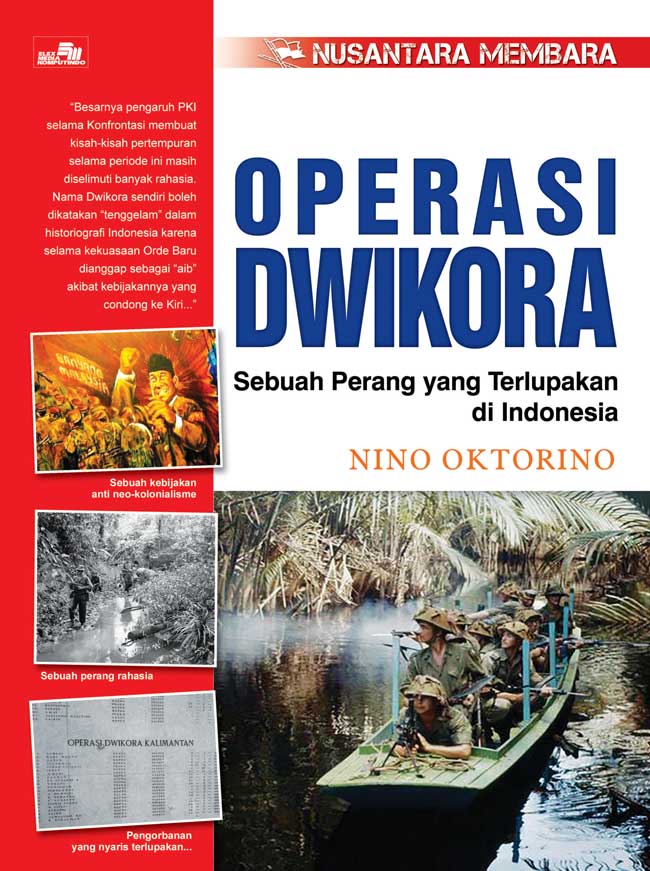 ELEX
MEDIA
KOMPUTINDO
NUSANTARA MEMBARA
“Besarnya pengaruh PKI
selama Konfrontasi membuat
kisah-kisah pertempuran
selama periode ini masih
diselimuti banyak rahasia.
Nama Dwikora sendiri boleh
dikatakan “tenggelam” dalam
historiografi Indonesia karena
selama kekuasaan Orde Baru
dianggap sebagai “aib”
akibat kebijakannya yang
condong ke Kiri...”
OPERASI
DWIKORA
Sebuah Perang yang Terlupakan
di Indonesia
NINO OKTORINO
GANYANG
MALAYSIA
Sebuah kebijakan
anti neo-kolonialisme
Sebuah perang rahasia
OPERASI DWIKORA KALIMANTAN
Pengorbanan
yang nyaris terlupakan...